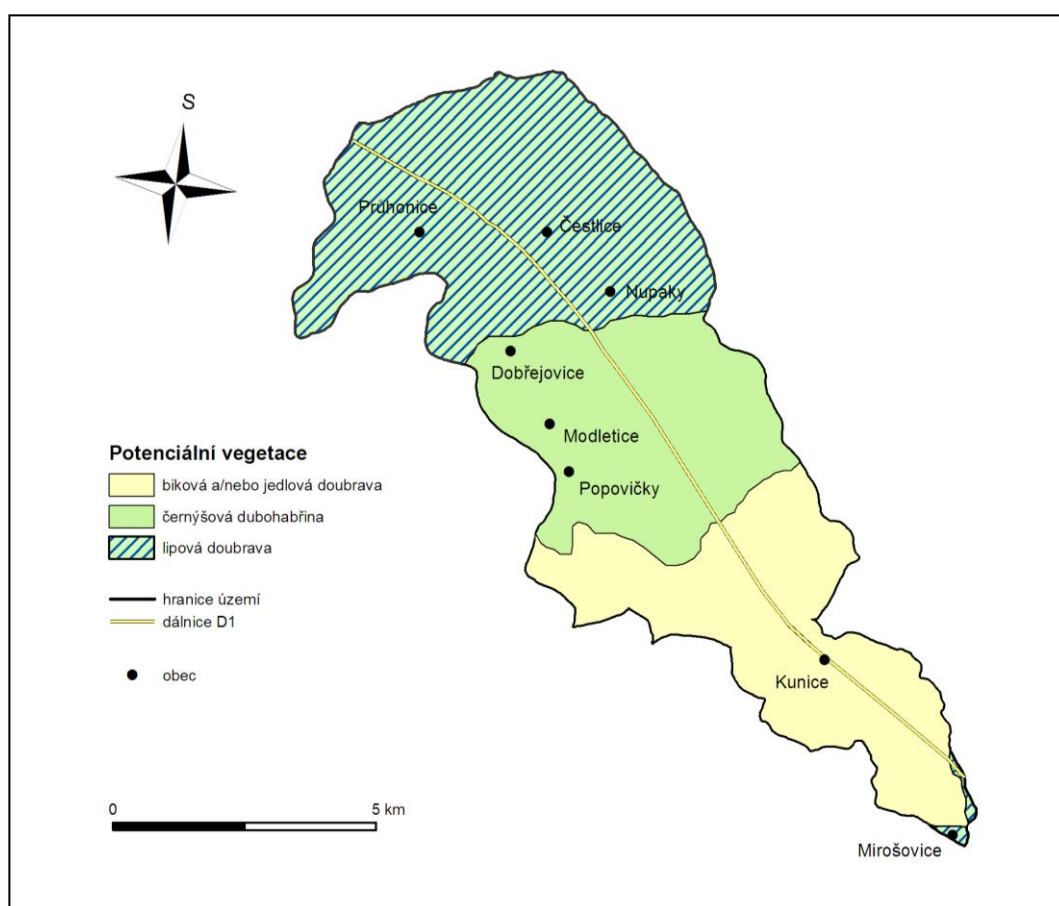 S
Průhonice
Čestlice
Nupaky
Dobřejovice
Modletice
Popovičky
Potenciální vegetace
biková a/nebo jedlová doubrava
černýšová dubohabřina
lipová doubrava
hranice území
dálnice D1
obec
Kunice
0
5 km
Mirošovice